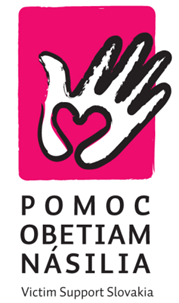 POMOC
OBETIAM
NÁSILIA
Victim Support Slovakia